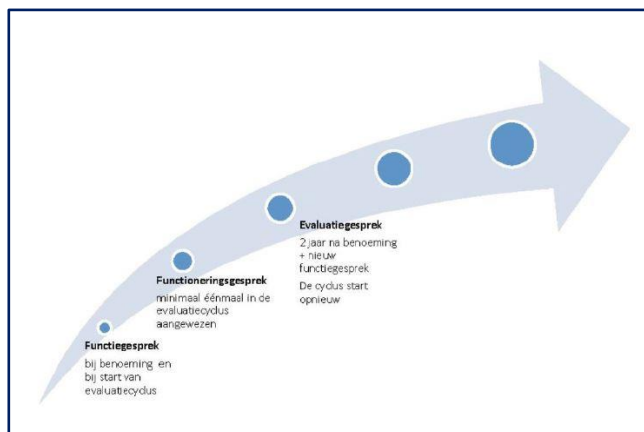 Evaluatiegesprek
2 jaar na benoeming
+ nieuw
functiegesprek
De cyclus start
opnieuw
Functioneringsgesprek
minimaal éénmaal in de
evaluatiecyclus
aangewezen
Functiegesprek
bij benoeming en
bij start van
evaluatiecyclus